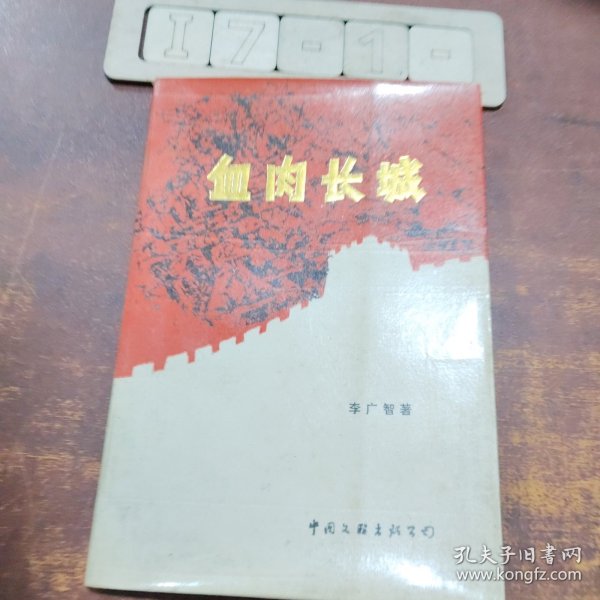 I7-1-
血肉长城
李广智著
中国文联出版公司
孔夫子旧书网
www.kongfz.com